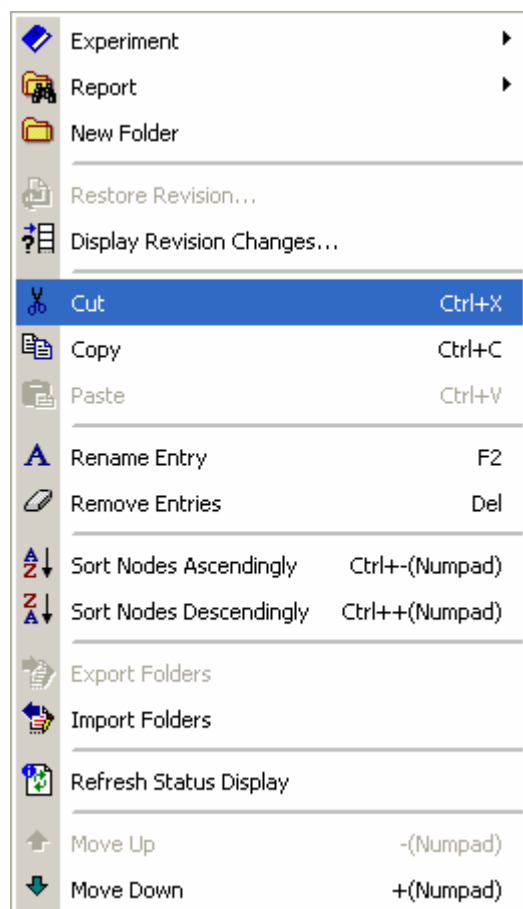 Experiment
Report
New Folder
Restore Revision...
Display Revision Changes...
Cut Ctrl+X
Copy Ctrl+C
Paste Ctrl+V
Rename Entry F2
Remove Entries Del
Sort Nodes Ascendingly Ctrl+-(Numpad)
Sort Nodes Descendingly Ctrl++(Numpad)
Export Folders
Import Folders
Refresh Status Display
Move Up -(Numpad)
Move Down +(Numpad)